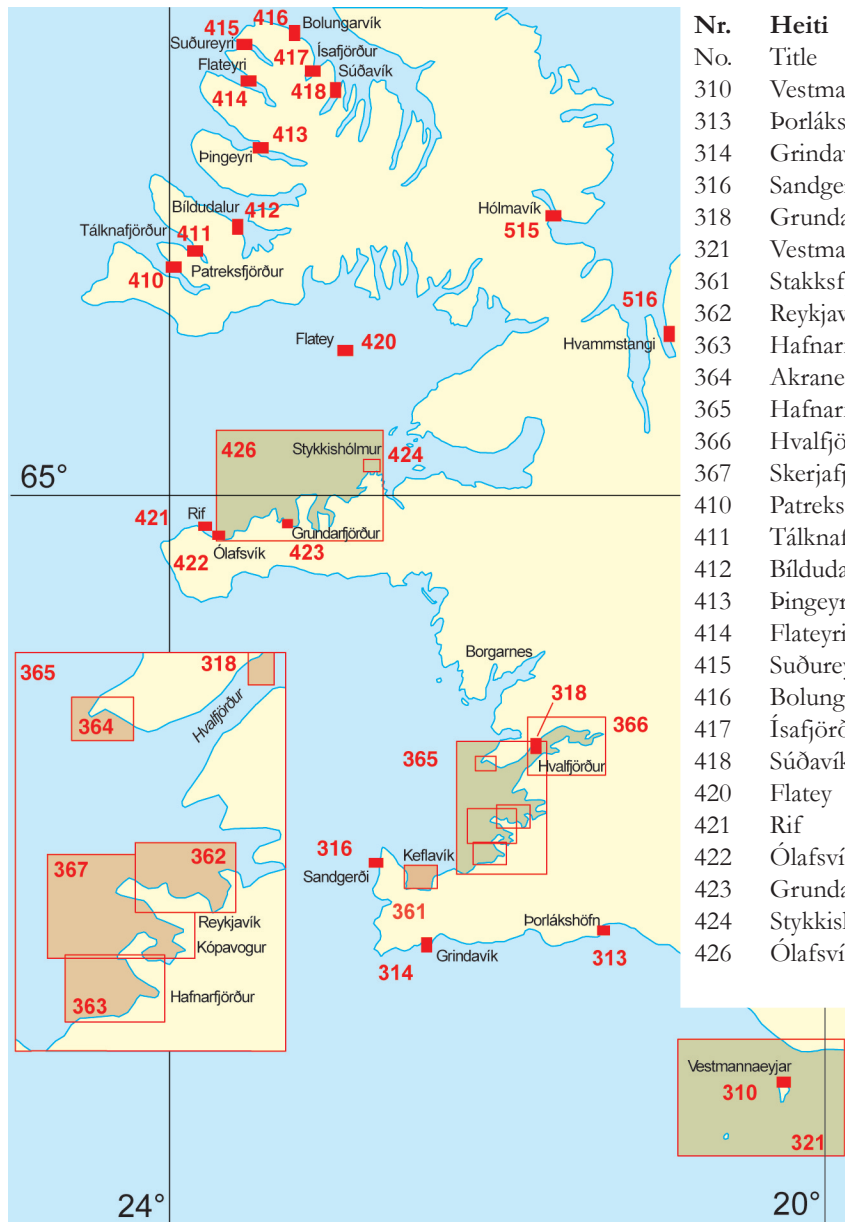 416
Bolungarvík
415
Suðureyri
Ísafjörður
417
Flateyri
Súðavík
414
418
413
Þingeyri
Bíldudalur
412
Tálknafjörður
411
Hólmavík
515
410
Patreksfjörður
516
Flatey
420
Hvammstangi
426
Stykkishólmur
424
65°
421
Rif
422
Ólafsvík
Grundarfjörður
423
365
318
364
Hvalfjörður
367
362
Reykjavík
Kópavogur
363
Hafnarfjörður
Borgarnes
318
366
365
Hvalfjörður
316
Keflavík
Sandgerði
361
Þorlákshöfn
314
Grindavík
313
Vestmannaeyjar
310
321
24°
20°
Nr. Heiti
No. Title
310 Vestma
313 Þorláks
314 Grindav
316 Sandger
318 Grunda
321 Vestma
361 Stakksf
362 Reykjav
363 Hafnar
364 Akrane
365 Hafnar
366 Hvalfjö
367 Skerjafj
410 Patreks
411 Tálknaf
412 Bílduda
413 Þingeyr
414 Flateyri
415 Suðurey
416 Bolung
417 Ísafjörð
418 Súðavík
420 Flatey
421 Rif
422 Ólafsví
423 Grunda
424 Stykkis
426 Ólafsví